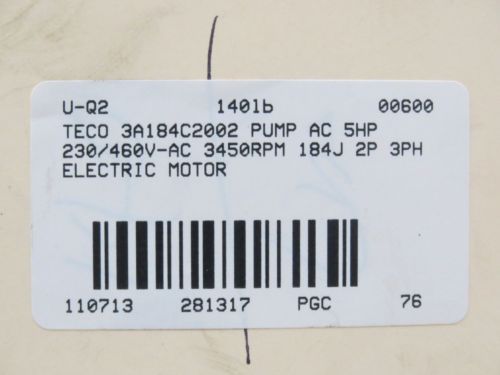 U-Q2 140lb 00600
TECO 3A184C2002 PUMP AC 5HP
230/460V-AC 3450RPM 184J 2P 3PH
ELECTRIC MOTOR
110713 281317 PGC 76